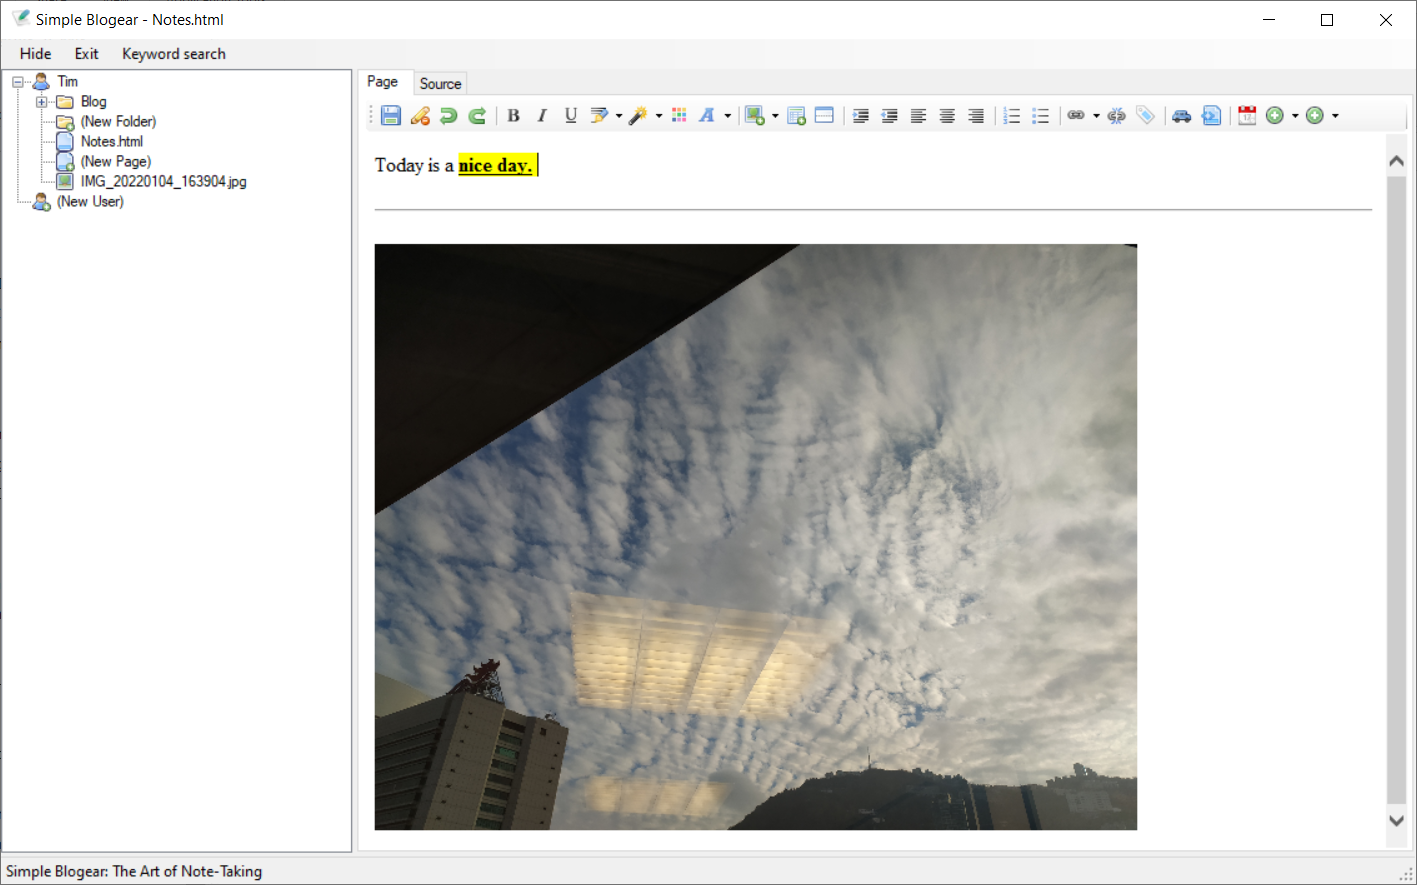 Simple Blogear - Notes.html
Hide Exit Keyword search
Tim
Blog
(New Folder)
Notes.html
(New Page)
IMG_20220104_163904.jpg
(New User)
Page Source
B I U A
Today is a nice day.
Simple Blogear: The Art of Note-Taking